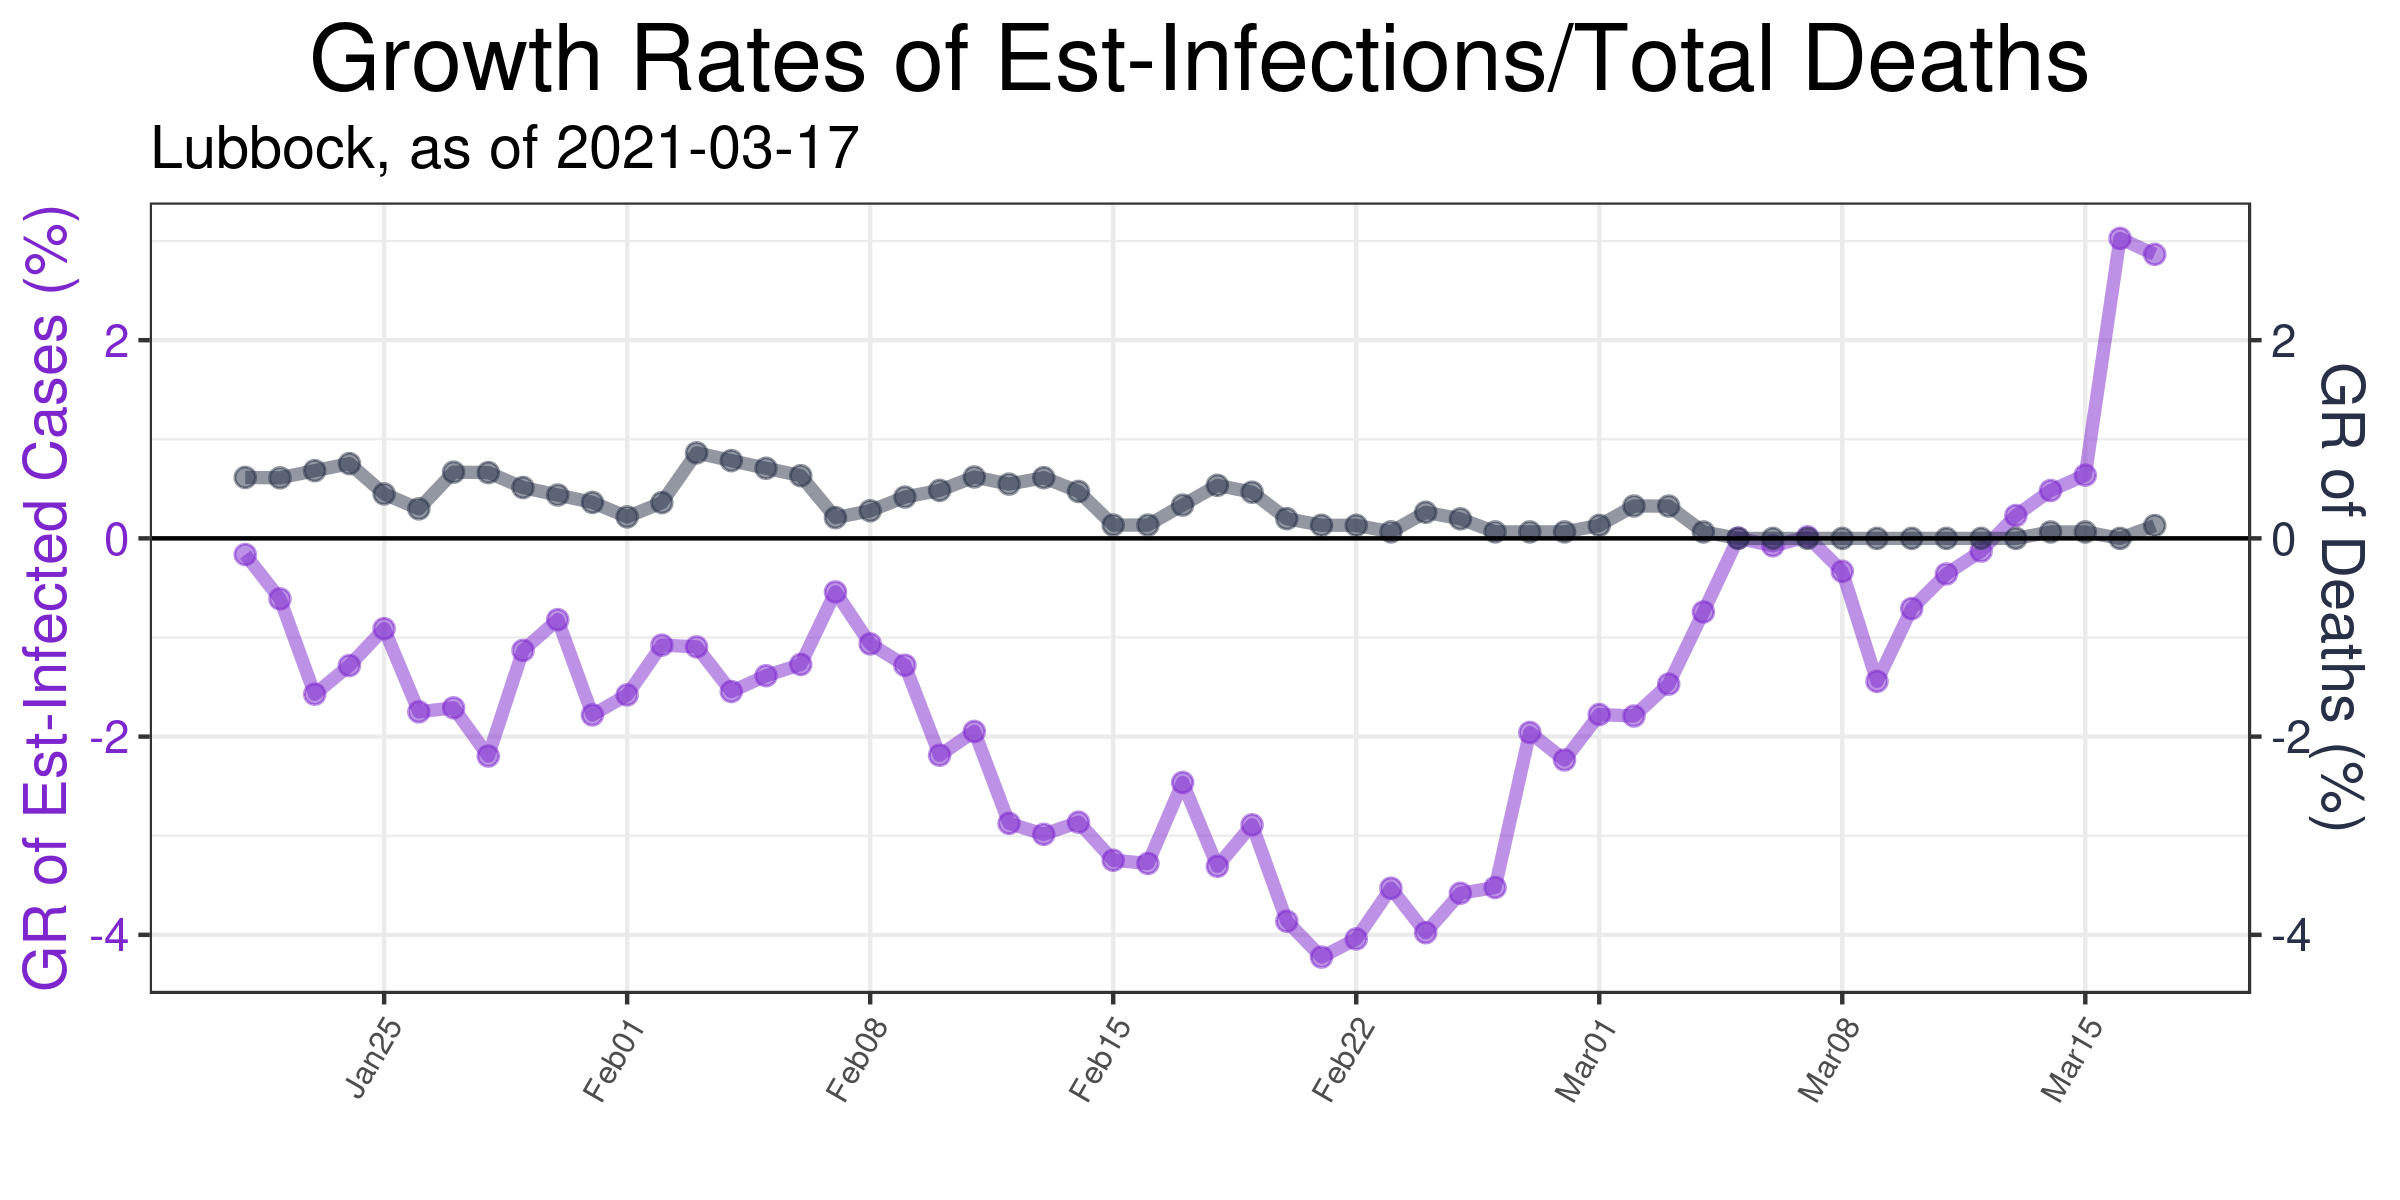 Growth Rates of Est-Infections/Total Deaths
Lubbock, as of 2021-03-17
GR of Est-Infected Cases (%)
2
0
-2
-4
2
0
-2
-4
GR of Deaths (%)
Jan25
Feb01
Feb08
Feb15
Feb22
Mar01
Mar08
Mar15